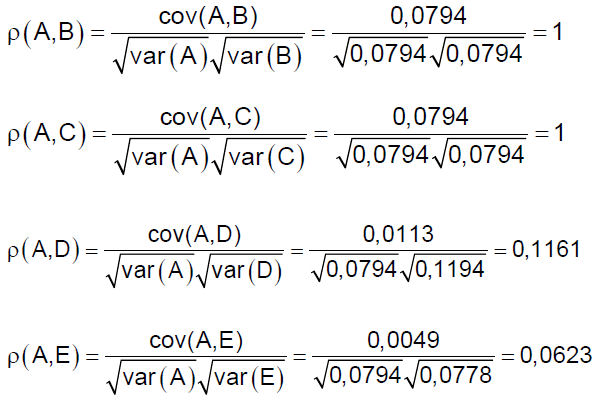 ρ(A,B) = cov(A,B) / √var(A) √var(B) = 0,0794 / √0,0794 √0,0794 = 1
ρ(A,C) = cov(A,C) / √var(A) √var(C) = 0,0794 / √0,0794 √0,0794 = 1
ρ(A,D) = cov(A,D) / √var(A) √var(D) = 0,0113 / √0,0794 √0,1194 = 0,1161
ρ(A,E) = cov(A,E) / √var(A) √var(E) = 0,0049 / √0,0794 √0,0778 = 0,0623